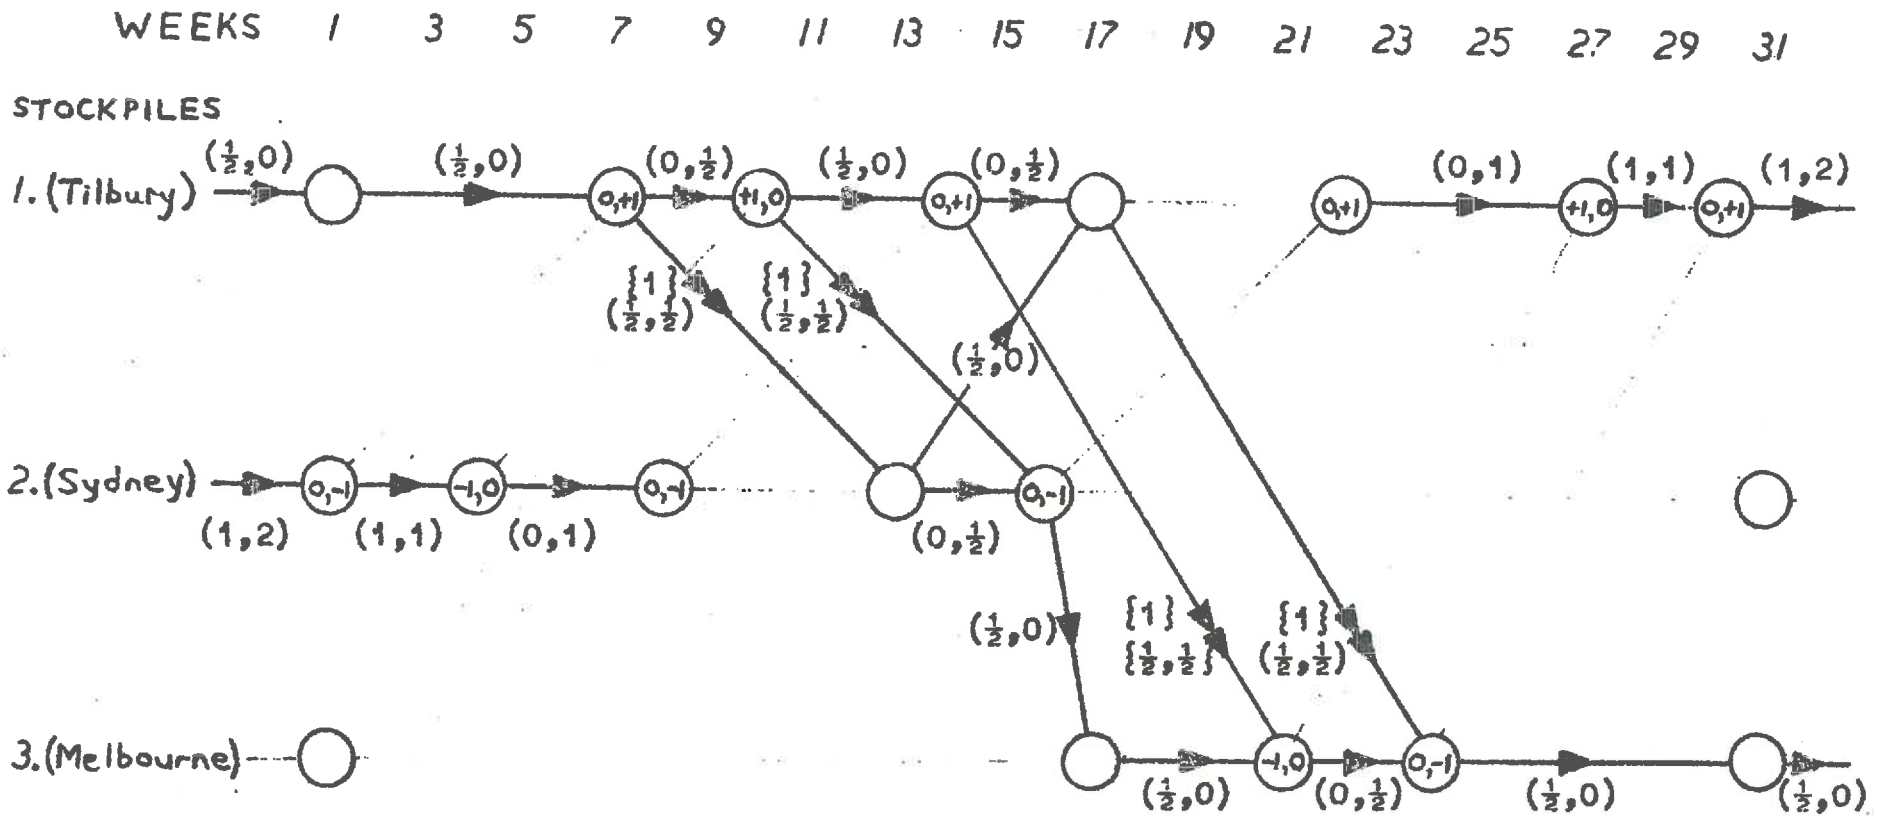 WEEKS 1 3 5 7 9 11 13 15 17 19 21 23 25 27 29 31
STOCKPILES
(½,0) (½,0) (0,½) (½,0) (0,½) (0,1) (1,1) (1,2)
1.(Tilbury) 0,+1 +1,0 0,+1 0,+1 +1,0 0,+1
{1} {1}
(½,½) (½,½)
(½,0)
2.(Sydney) 0,-1 -1,0 0,-1 0,-1
(1,2) (1,1) (0,1) (0,½)
(½,0) {1} {1}
{½,½} (½,½)
3.(Melbourne) -1,0 0,-1
(½,0) (0,½) (½,0) (½,0)